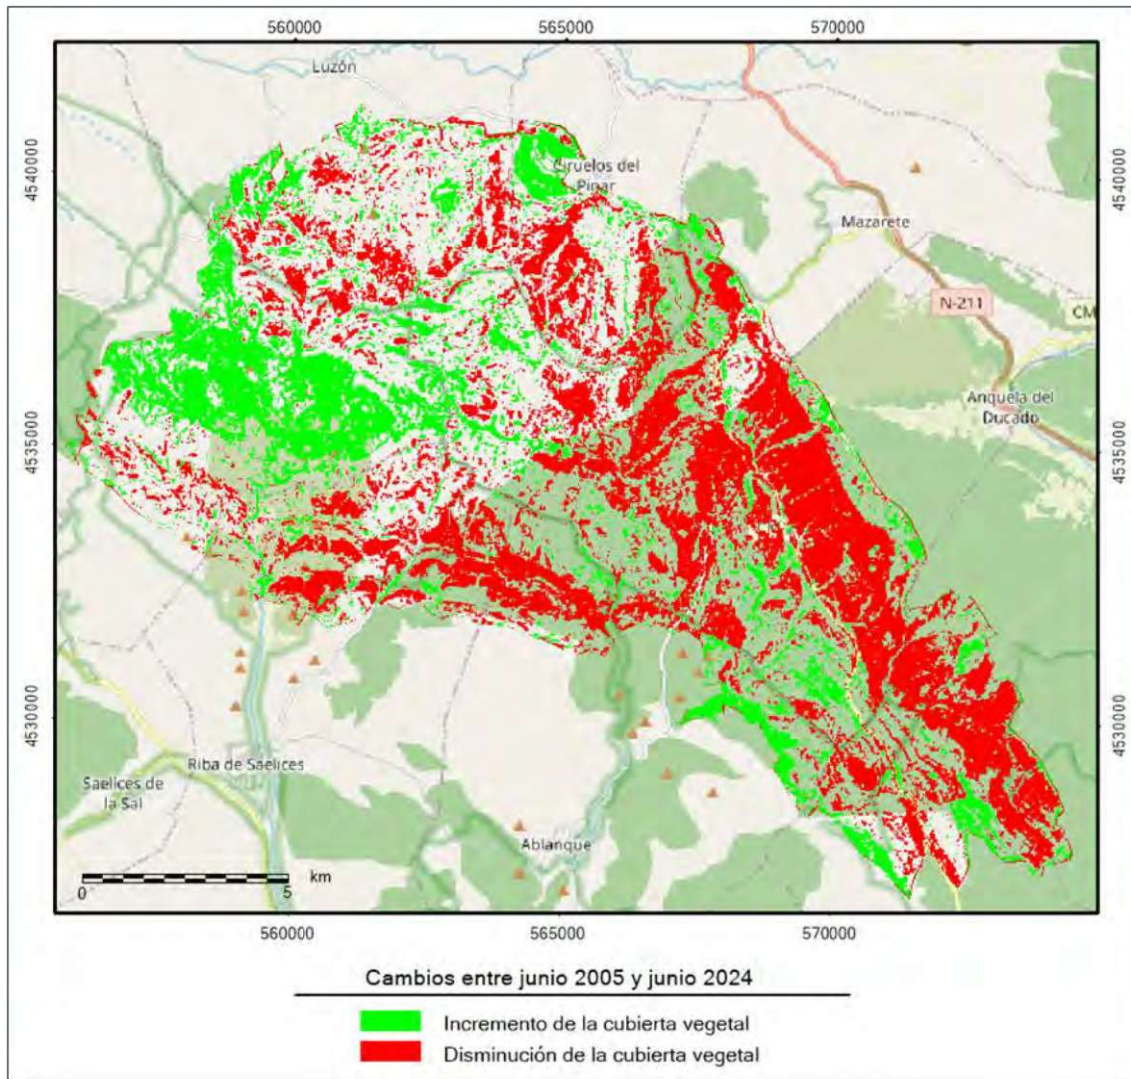 560000
565000
570000
Luzón
4540000
4540000
Ciruelos del
Pinar
Mazarete
N-211
CM
Anquela del
Ducado
4535000
4535000
4530000
4530000
Riba de Saelices
Saelices de
la Sal
Ablanque
km
0
5
560000
565000
570000
Cambios entre junio 2005 y junio 2024
Incremento de la cubierta vegetal
Disminución de la cubierta vegetal